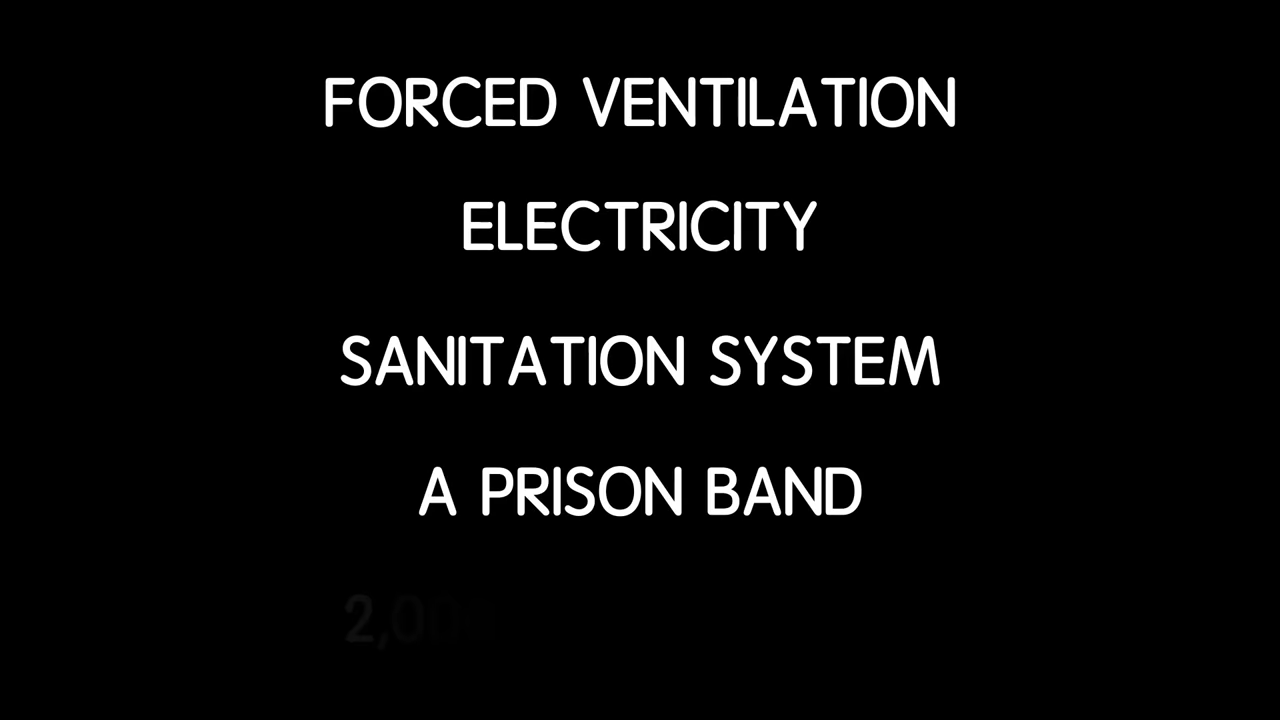 FORCED VENTILATION
ELECTRICITY
SANITATION SYSTEM
A PRISON BAND